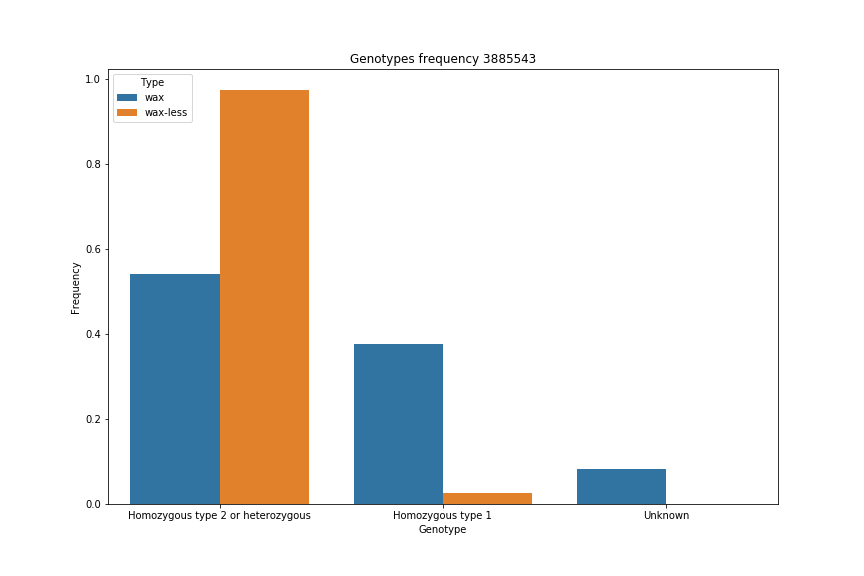 Genotypes frequency 3885543
Type
wax
wax-less
1.0
0.8
0.6
0.4
0.2
0.0
Frequency
Homozygous type 2 or heterozygous
Homozygous type 1
Unknown
Genotype